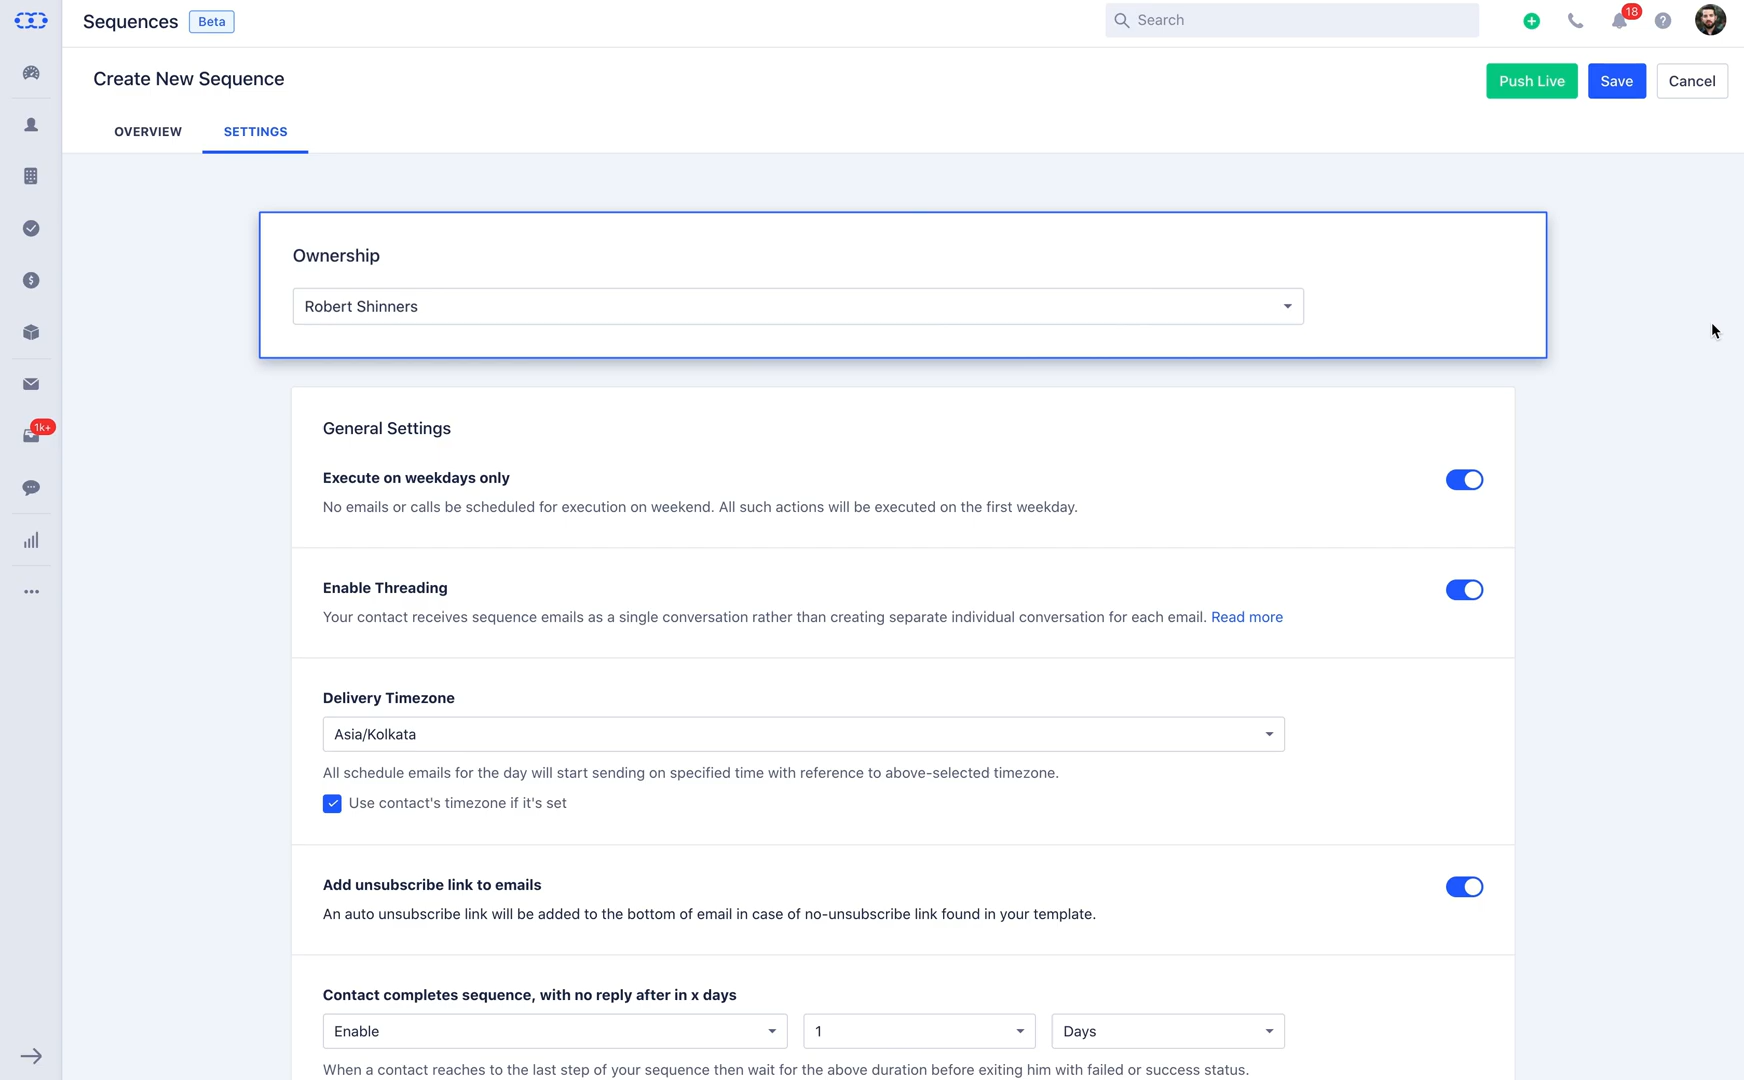 Sequences Beta
Search
18
Create New Sequence
Push Live
Save
Cancel
OVERVIEW
SETTINGS
Ownership
Robert Shinners
General Settings
Execute on weekdays only
No emails or calls be scheduled for execution on weekend. All such actions will be executed on the first weekday.
1k+
Enable Threading
Your contact receives sequence emails as a single conversation rather than creating separate individual conversation for each email. Read more
Delivery Timezone
Asia/Kolkata
All schedule emails for the day will start sending on specified time with reference to above-selected timezone.
Use contact's timezone if it's set
Add unsubscribe link to emails
An auto unsubscribe link will be added to the bottom of email in case of no-unsubscribe link found in your template.
Contact completes sequence, with no reply after in x days
Enable
1
Days
When a contact reaches to the last step of your sequence then wait for the above duration before exiting him with failed or success status.